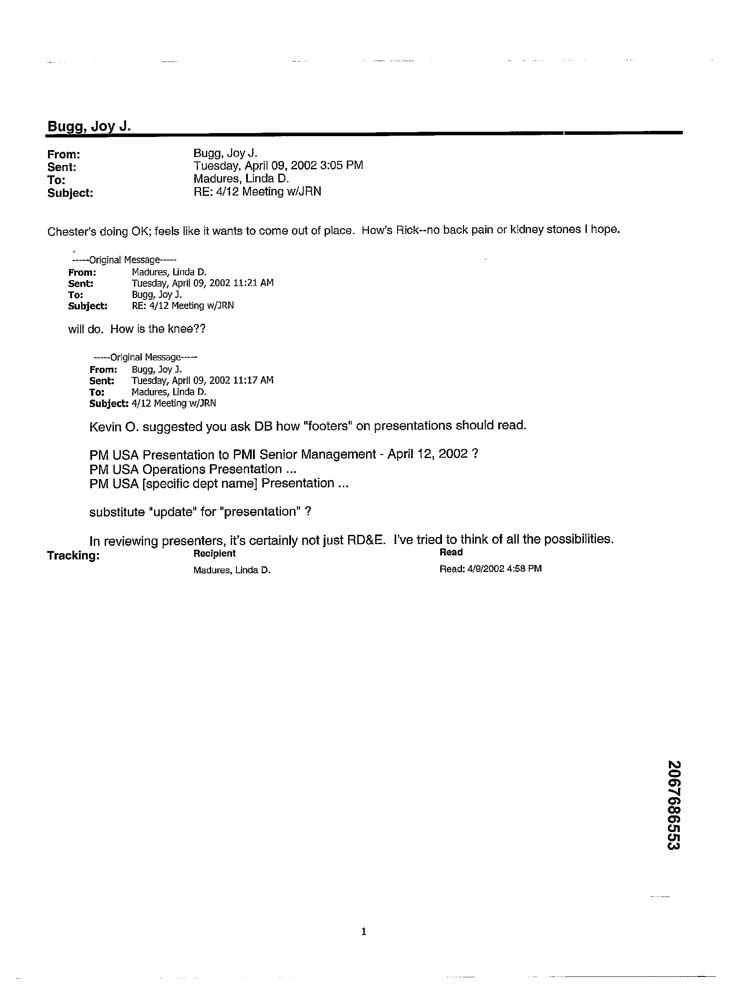 Bugg, Joy J.
From: Bugg, Joy J.
Sent: Tuesday, April 09, 2002 3:05 PM
To: Madures, Linda D.
Subject: RE: 4/12 Meeting w/JRN
Chester's doing OK; feels like it wants to come out of place. How's Rick--no back pain or kidney stones I hope.
-----Original Message-----
From: Madures, Linda D.
Sent: Tuesday, April 09, 2002 11:21 AM
To: Bugg, Joy J.
Subject: RE: 4/12 Meeting w/JRN
will do. How is the knee??
-----Original Message-----
From: Bugg, Joy J.
Sent: Tuesday, April 09, 2002 11:17 AM
To: Madures, Linda D.
Subject: 4/12 Meeting w/JRN
Kevin O. suggested you ask DB how "footers" on presentations should read.
PM USA Presentation to PMI Senior Management - April 12, 2002 ?
PM USA Operations Presentation ...
PM USA [specific dept name] Presentation ...
substitute "update" for "presentation" ?
In reviewing presenters, it's certainly not just RD&E. I've tried to think of all the possibilities.
Tracking: Recipient Read
Madures, Linda D. Read: 4/9/2002 4:58 PM
2067686553
1